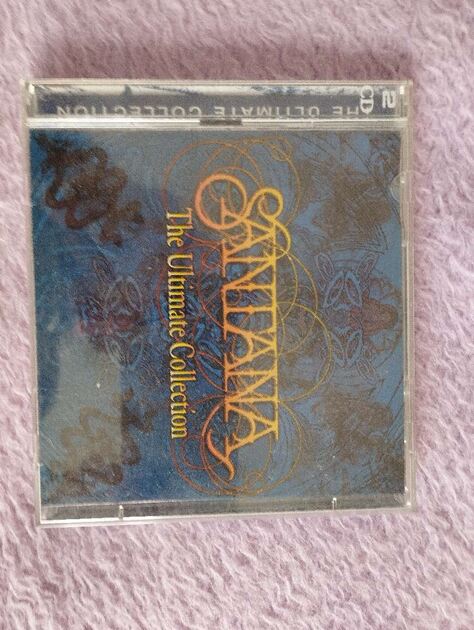 SANTANA
The Ultimate Collection
2 CD
THE ULTIMATE COLLECTION